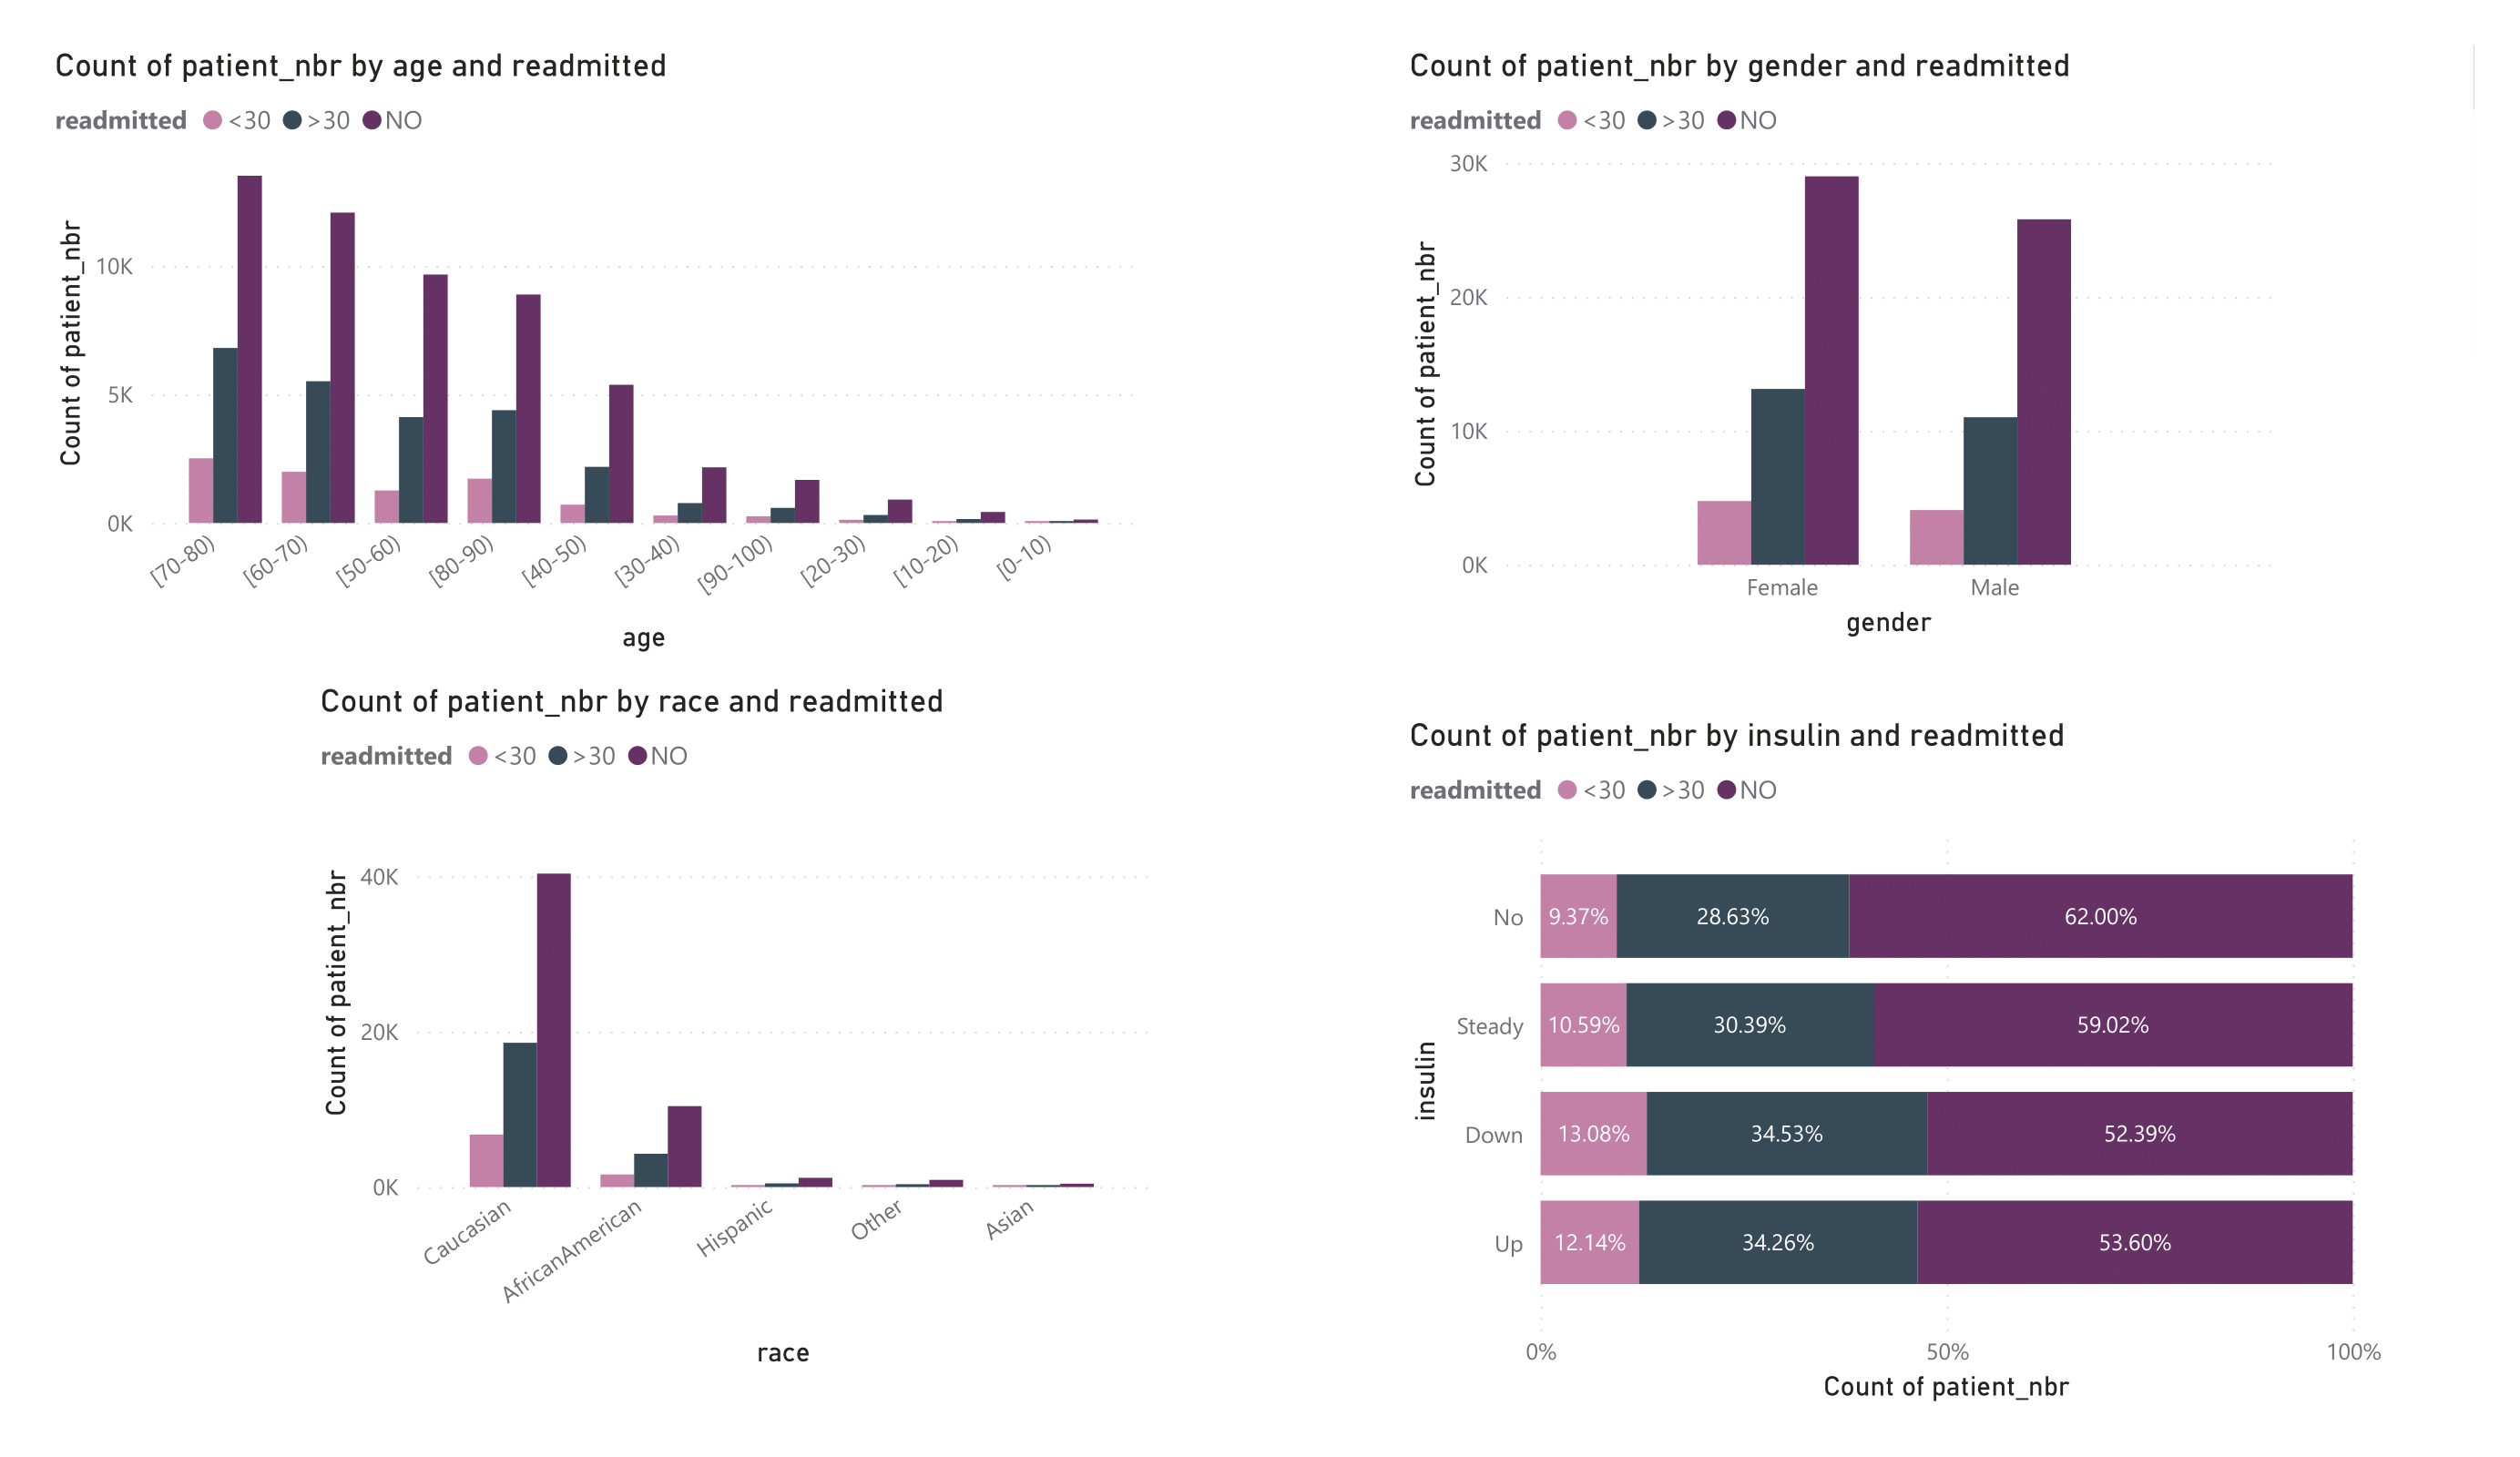 Count of patient_nbr by age and readmitted
readmitted <30 >30 NO
Count of patient_nbr
10K
5K
0K
[70-80)
[60-70)
[50-60)
[80-90)
[40-50)
[30-40)
[90-100)
[20-30)
[10-20)
[0-10)
age
Count of patient_nbr by gender and readmitted
readmitted <30 >30 NO
Count of patient_nbr
30K
20K
10K
0K
Female
Male
gender
Count of patient_nbr by race and readmitted
readmitted <30 >30 NO
Count of patient_nbr
40K
20K
0K
Caucasian
AfricanAmerican
Hispanic
Other
Asian
race
Count of patient_nbr by insulin and readmitted
readmitted <30 >30 NO
insulin
No 9.37% 28.63% 62.00%
Steady 10.59% 30.39% 59.02%
Down 13.08% 34.53% 52.39%
Up 12.14% 34.26% 53.60%
0% 50% 100%
Count of patient_nbr